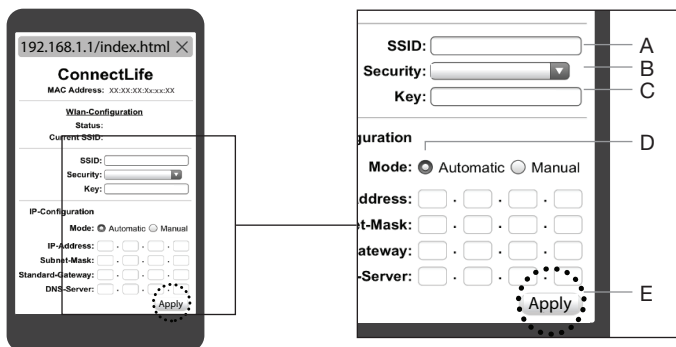 192.168.1.1/index.html ×
ConnectLife
MAC Address: XX:XX:XX:Xx:xx:XX
Wlan-Configuration
Status:
Current SSID:
SSID:
Security:
Key:
IP-Configuration
Mode: Automatic Manual
IP-Address: . . .
Subnet-Mask: . . .
Standard-Gateway: . . .
DNS-Server: . . .
Apply
SSID: A
Security: B
Key: C
guration D
Mode: Automatic Manual
ddress: . . .
t-Mask: . . .
ateway: . . .
-Server: . . .
Apply E